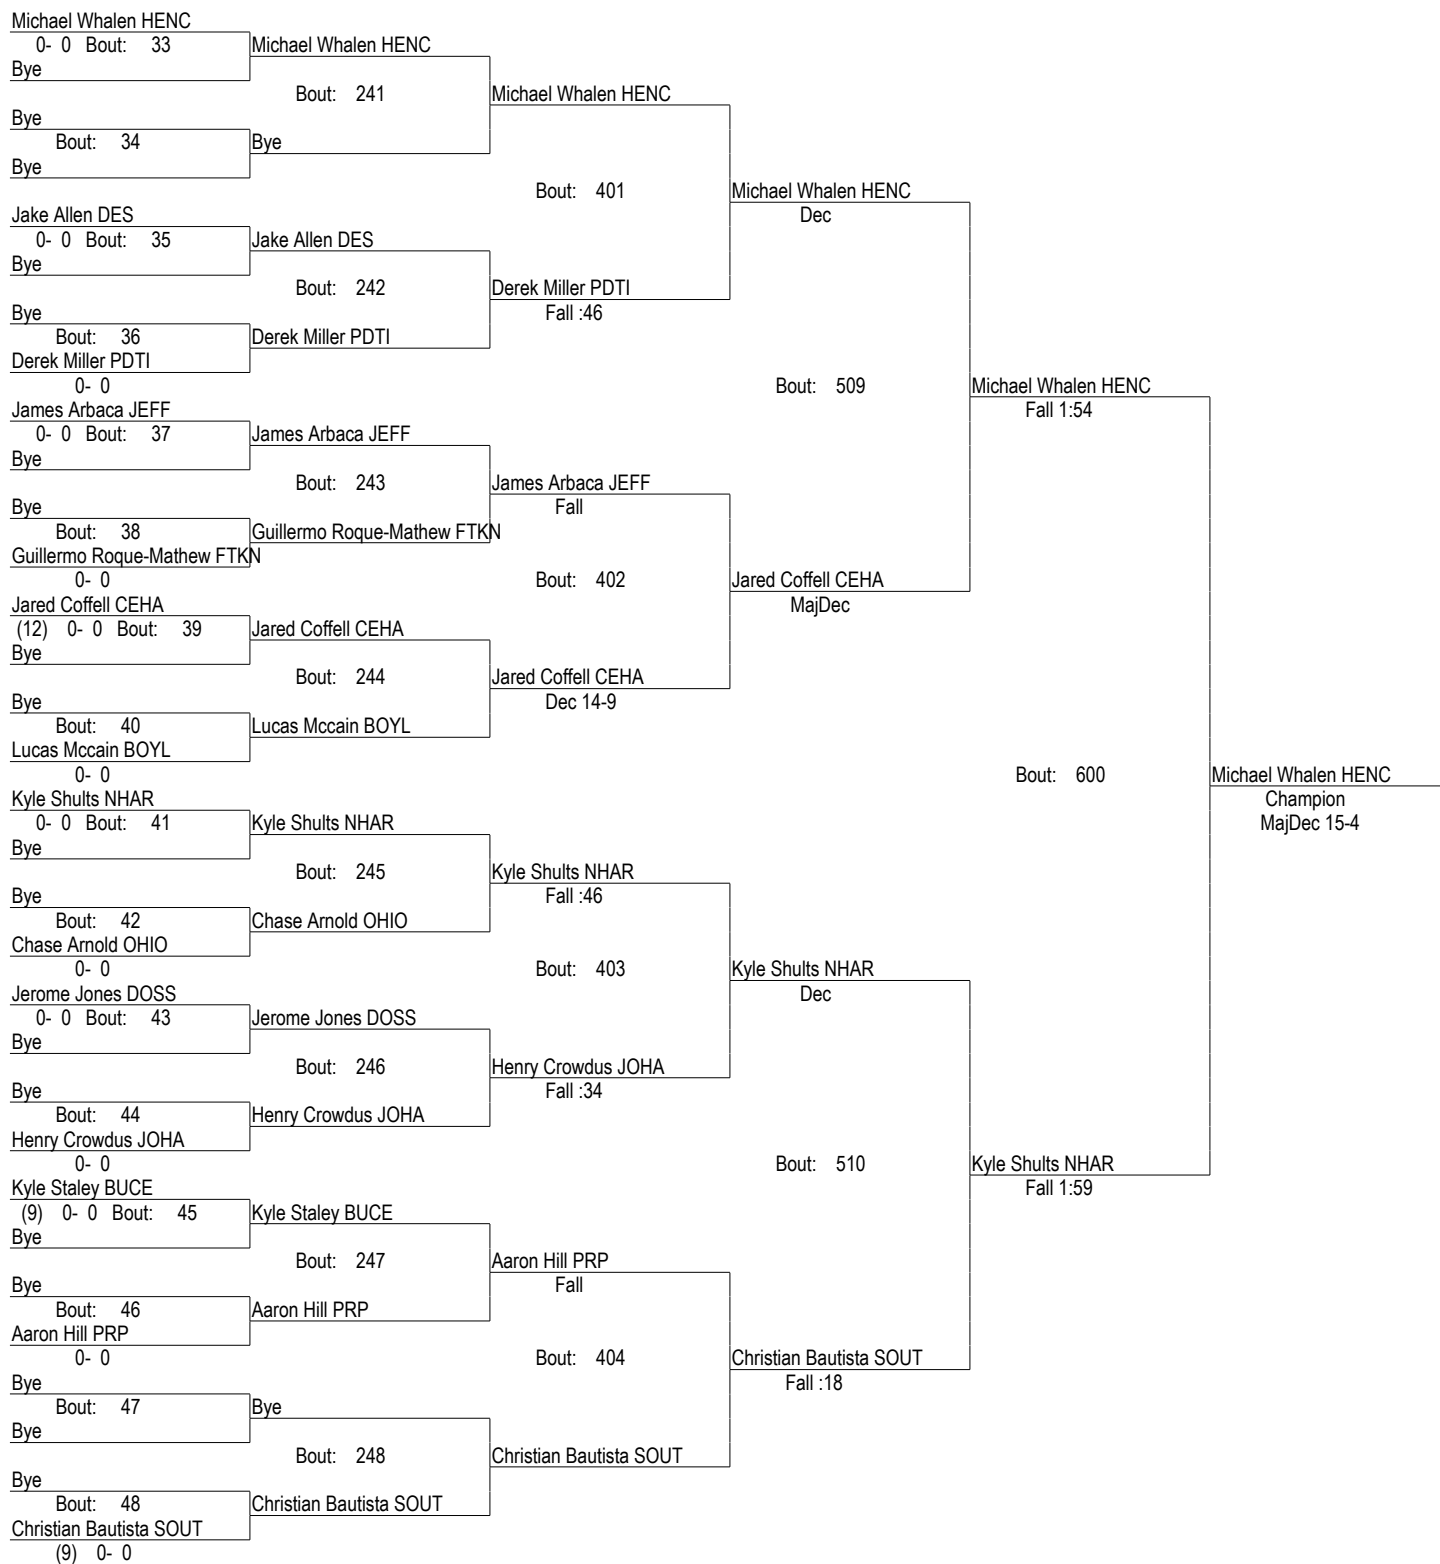 Michael Whalen HENC
0- 0 Bout: 33
Michael Whalen HENC
Bye
Bout: 241
Michael Whalen HENC
Bye
Bout: 34
Bye
Bye
Bout: 401
Michael Whalen HENC
Dec
Jake Allen DES
0- 0 Bout: 35
Jake Allen DES
Bye
Bout: 242
Derek Miller PDTI
Fall :46
Bye
Bout: 36
Derek Miller PDTI
Derek Miller PDTI
0- 0
Bout: 509
Michael Whalen HENC
Fall 1:54
James Arbaca JEFF
0- 0 Bout: 37
James Arbaca JEFF
Bye
Bout: 243
James Arbaca JEFF
Fall
Bye
Bout: 38
Guillermo Roque-Mathew FTKN
Guillermo Roque-Mathew FTKN
0- 0
Bout: 402
Jared Coffell CEHA
MajDec
Jared Coffell CEHA
(12) 0- 0 Bout: 39
Jared Coffell CEHA
Bye
Bout: 244
Jared Coffell CEHA
Dec 14-9
Bye
Bout: 40
Lucas Mccain BOYL
Lucas Mccain BOYL
0- 0
Bout: 600
Michael Whalen HENC
Champion
MajDec 15-4
Kyle Shults NHAR
0- 0 Bout: 41
Kyle Shults NHAR
Bye
Bout: 245
Kyle Shults NHAR
Fall :46
Bye
Bout: 42
Chase Arnold OHIO
Chase Arnold OHIO
0- 0
Bout: 403
Kyle Shults NHAR
Dec
Jerome Jones DOSS
0- 0 Bout: 43
Jerome Jones DOSS
Bye
Bout: 246
Henry Crowdus JOHA
Fall :34
Bye
Bout: 44
Henry Crowdus JOHA
Henry Crowdus JOHA
0- 0
Bout: 510
Kyle Shults NHAR
Fall 1:59
Kyle Staley BUCE
(9) 0- 0 Bout: 45
Kyle Staley BUCE
Bye
Bout: 247
Aaron Hill PRP
Fall
Bye
Bout: 46
Aaron Hill PRP
Aaron Hill PRP
0- 0
Bout: 404
Christian Bautista SOUT
Fall :18
Bye
Bout: 47
Bye
Bye
Bout: 248
Christian Bautista SOUT
Bye
Bout: 48
Christian Bautista SOUT
Christian Bautista SOUT
(9) 0- 0